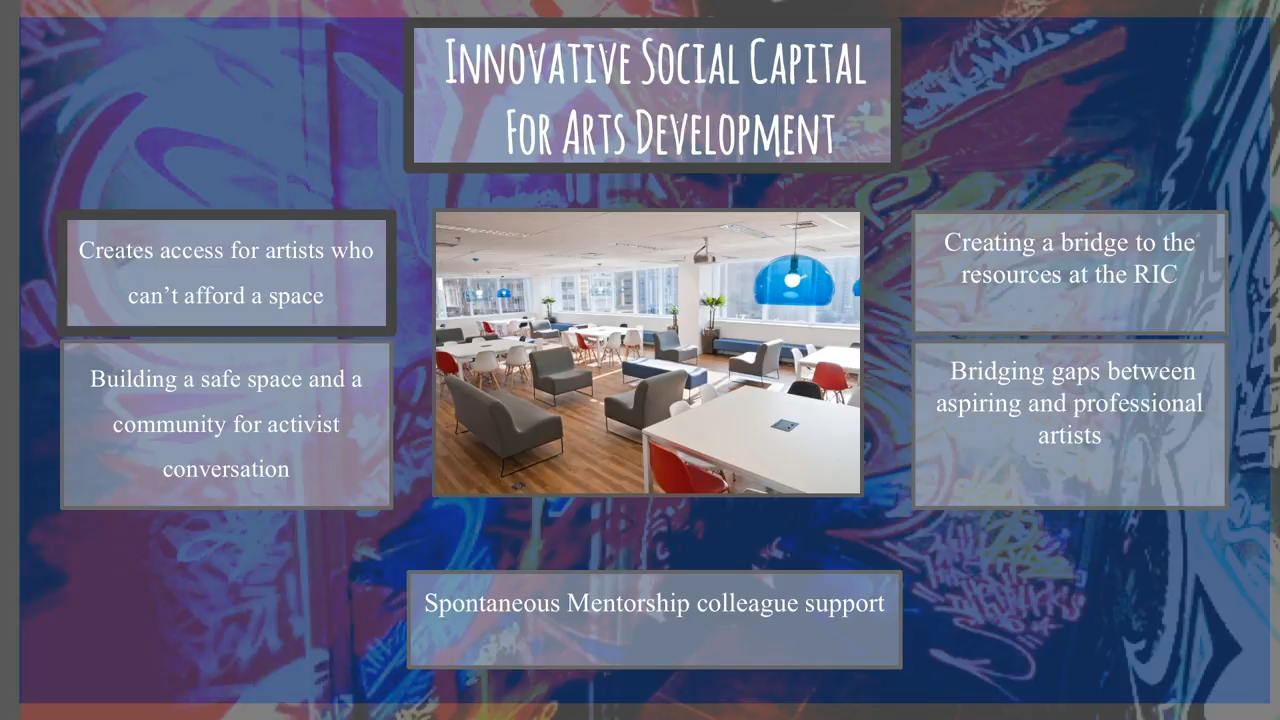 INNOVATIVE SOCIAL CAPITAL
FOR ARTS DEVELOPMENT
Creates access for artists who
can’t afford a space
Building a safe space and a
community for activist
conversation
Creating a bridge to the
resources at the RIC
Bridging gaps between
aspiring and professional
artists
Spontaneous Mentorship colleague support